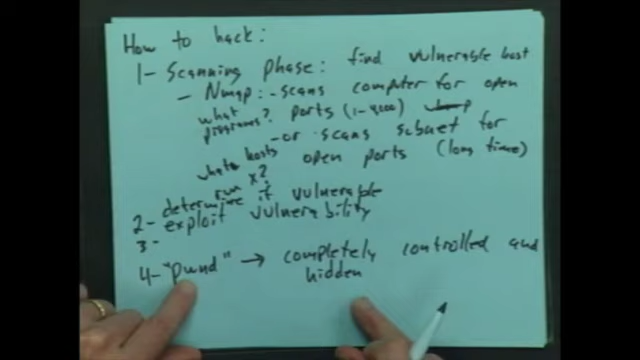 How to hack:
1- Scanning phase: find vulnerable host
- Nmap: - scans computer for open
what programs? ports (1-9000)
- or scans subnet for
what hosts run x? open ports (long time)
2- determine if vulnerable
3- exploit vulnerability
4- "pwnd" → completely controlled and
hidden